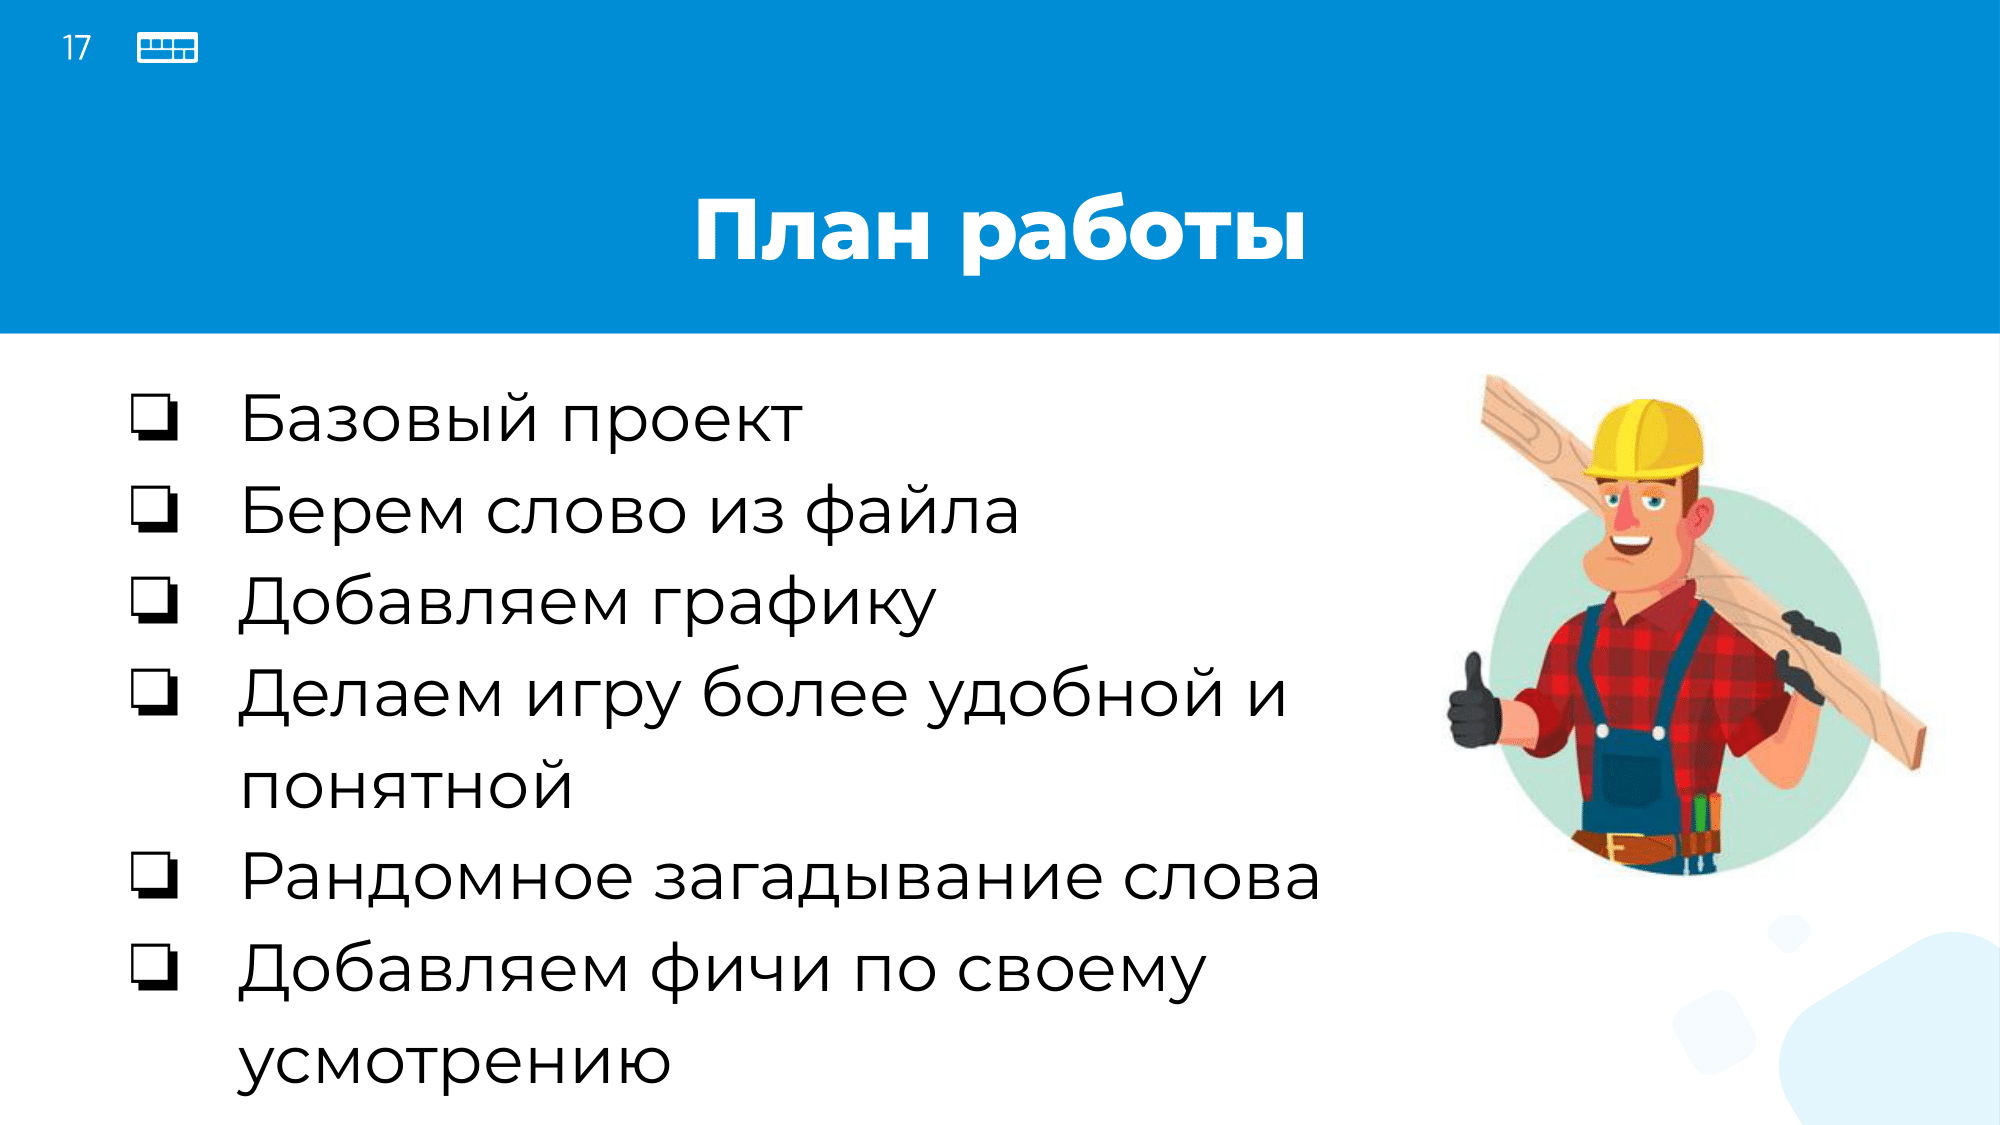 17
План работы
❏ Базовый проект
❏ Берем слово из файла
❏ Добавляем графику
❏ Делаем игру более удобной и
понятной
❏ Рандомное загадывание слова
❏ Добавляем фичи по своему
усмотрению